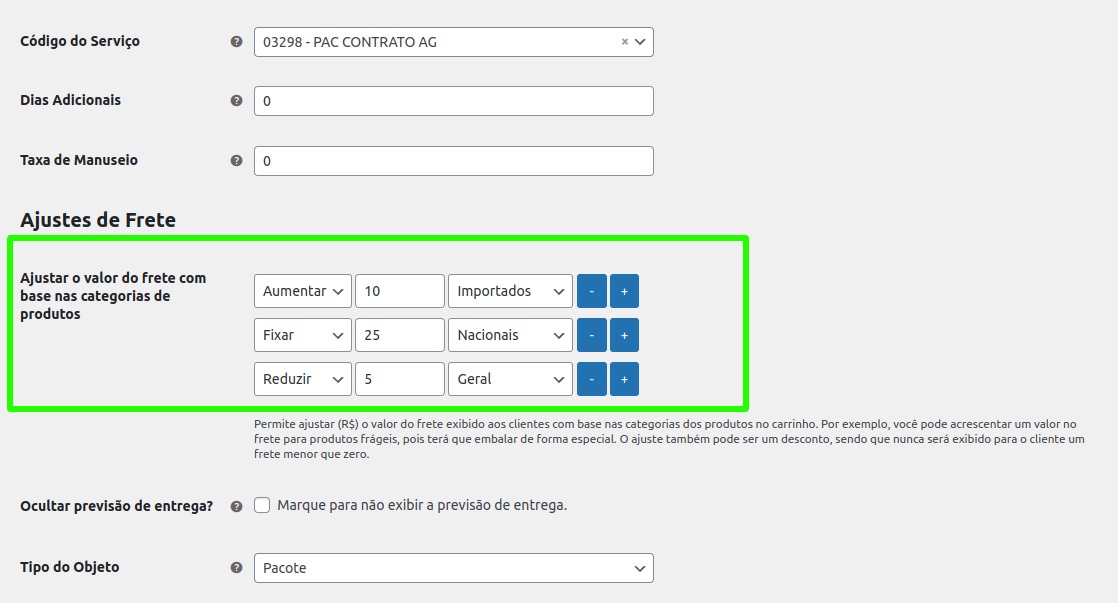 Código do Serviço ? 03298 - PAC CONTRATO AG ×
Dias Adicionais ? 0
Taxa de Manuseio ? 0
Ajustes de Frete
Ajustar o valor do frete com
base nas categorias de
produtos
Aumentar 10 Importados - +
Fixar 25 Nacionais - +
Reduzir 5 Geral - +
Permite ajustar (R$) o valor do frete exibido aos clientes com base nas categorias dos produtos no carrinho. Por exemplo, você pode acrescentar um valor no
frete para produtos frágeis, pois terá que embalar de forma especial. O ajuste também pode ser um desconto, sendo que nunca será exibido para o cliente um
frete menor que zero.
Ocultar previsão de entrega? ? Marque para não exibir a previsão de entrega.
Tipo do Objeto ? Pacote